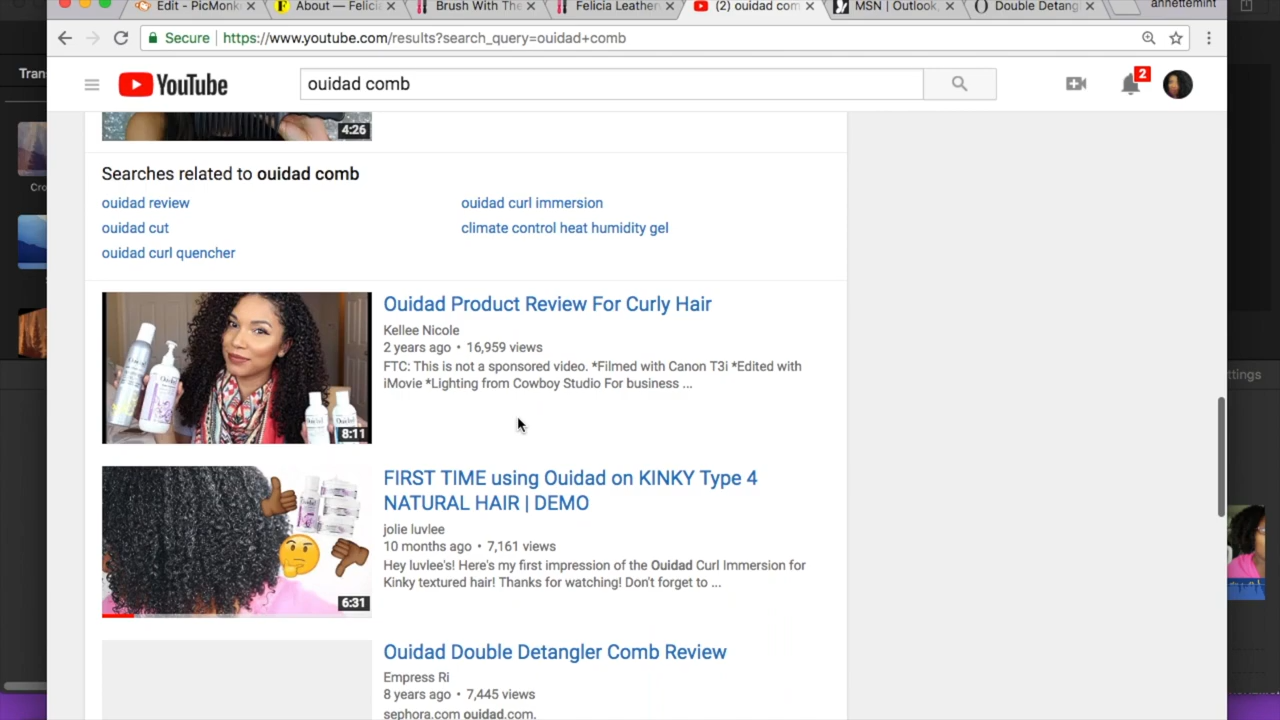 Edit - PicMonk
About — Felicia
Brush With The
Felicia Leather
(2) ouidad com
MSN | Outlook,
Double Detang
annettemint
Secure
https://www.youtube.com/results?search_query=ouidad+comb
Tran
YouTube
ouidad comb
2
4:26
Searches related to ouidad comb
Cro
ouidad review
ouidad curl immersion
ouidad cut
climate control heat humidity gel
ouidad curl quencher
Ouidad Product Review For Curly Hair
Kellee Nicole
2 years ago • 16,959 views
FTC: This is not a sponsored video. *Filmed with Canon T3i *Edited with
iMovie *Lighting from Cowboy Studio For business ...
ttings
8:11
FIRST TIME using Ouidad on KINKY Type 4
NATURAL HAIR | DEMO
jolie luvlee
10 months ago • 7,161 views
Hey luvlee's! Here's my first impression of the Ouidad Curl Immersion for
Kinky textured hair! Thanks for watching! Don't forget to ...
6:31
Ouidad Double Detangler Comb Review
Empress Ri
8 years ago • 7,445 views
sephora.com ouidad.com.